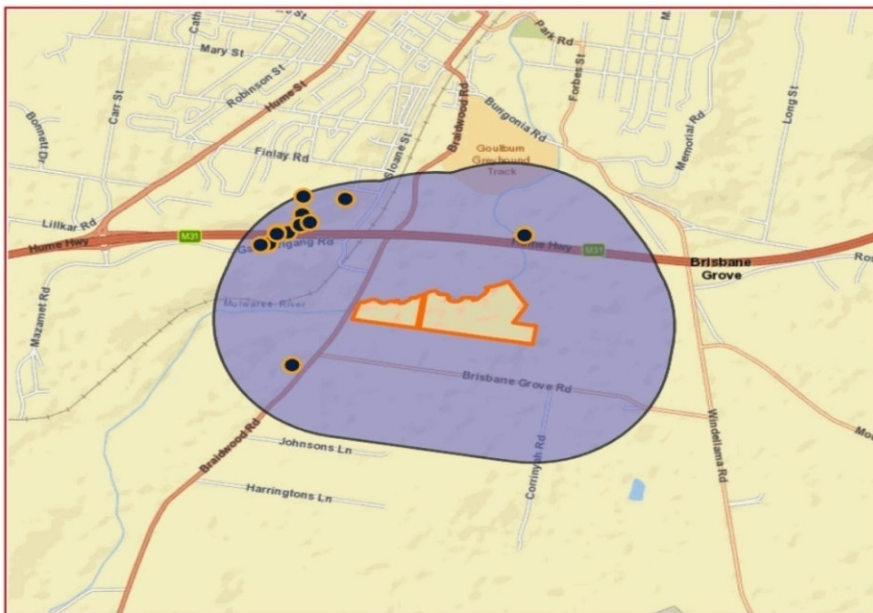 Mary St
Park Rd
Robinson St
Hume St
Carr St
Forbes St
Long St
Braidwood Rd
Bungonia Rd
Bonnett Dr
Memorial Rd
Finlay Rd
Sloane St
Goulburn
Greyhound
Track
Lillkar Rd
Hume Hwy
M31
Hume Hwy
M31
Brisbane
Grove
Mulwaree River
Mazamet Rd
Brisbane Grove Rd
Braidwood Rd
Johnsons Ln
Corrinyah Rd
Windellama Rd
Harringtons Ln